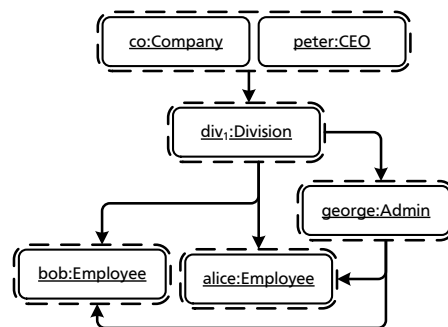 co:Company peter:CEO
div₁:Division
george:Admin
bob:Employee alice:Employee